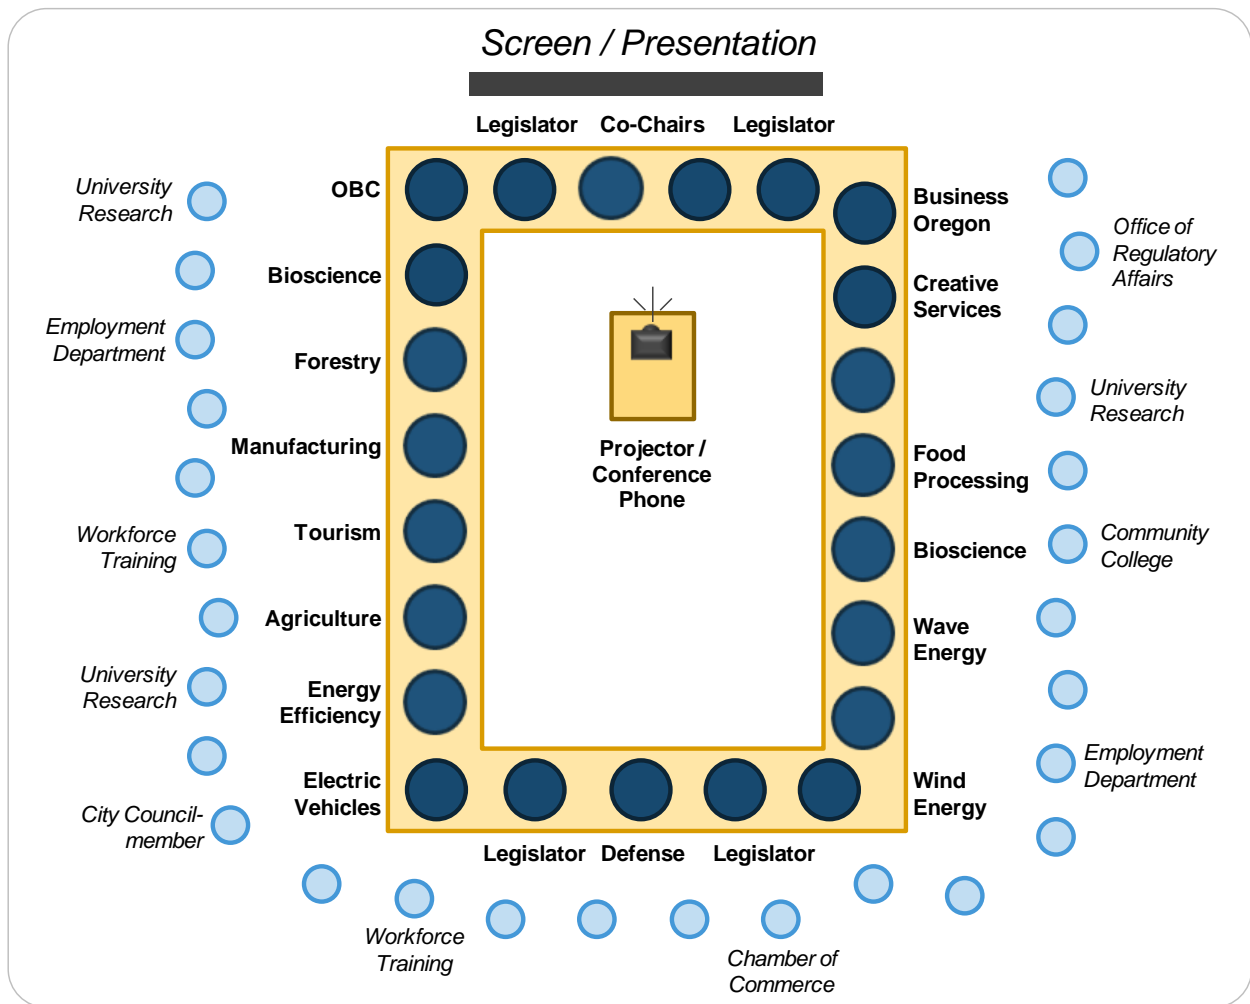 Screen / Presentation
Legislator
Co-Chairs
Legislator
OBC
Bioscience
Forestry
Manufacturing
Tourism
Agriculture
Energy
Efficiency
Electric
Vehicles
Legislator
Defense
Legislator
Business
Oregon
Creative
Services
Food
Processing
Bioscience
Wave
Energy
Wind
Energy
Projector /
Conference
Phone
University
Research
Employment
Department
Workforce
Training
University
Research
City Council-
member
Workforce
Training
Chamber of
Commerce
Office of
Regulatory
Affairs
University
Research
Community
College
Employment
Department